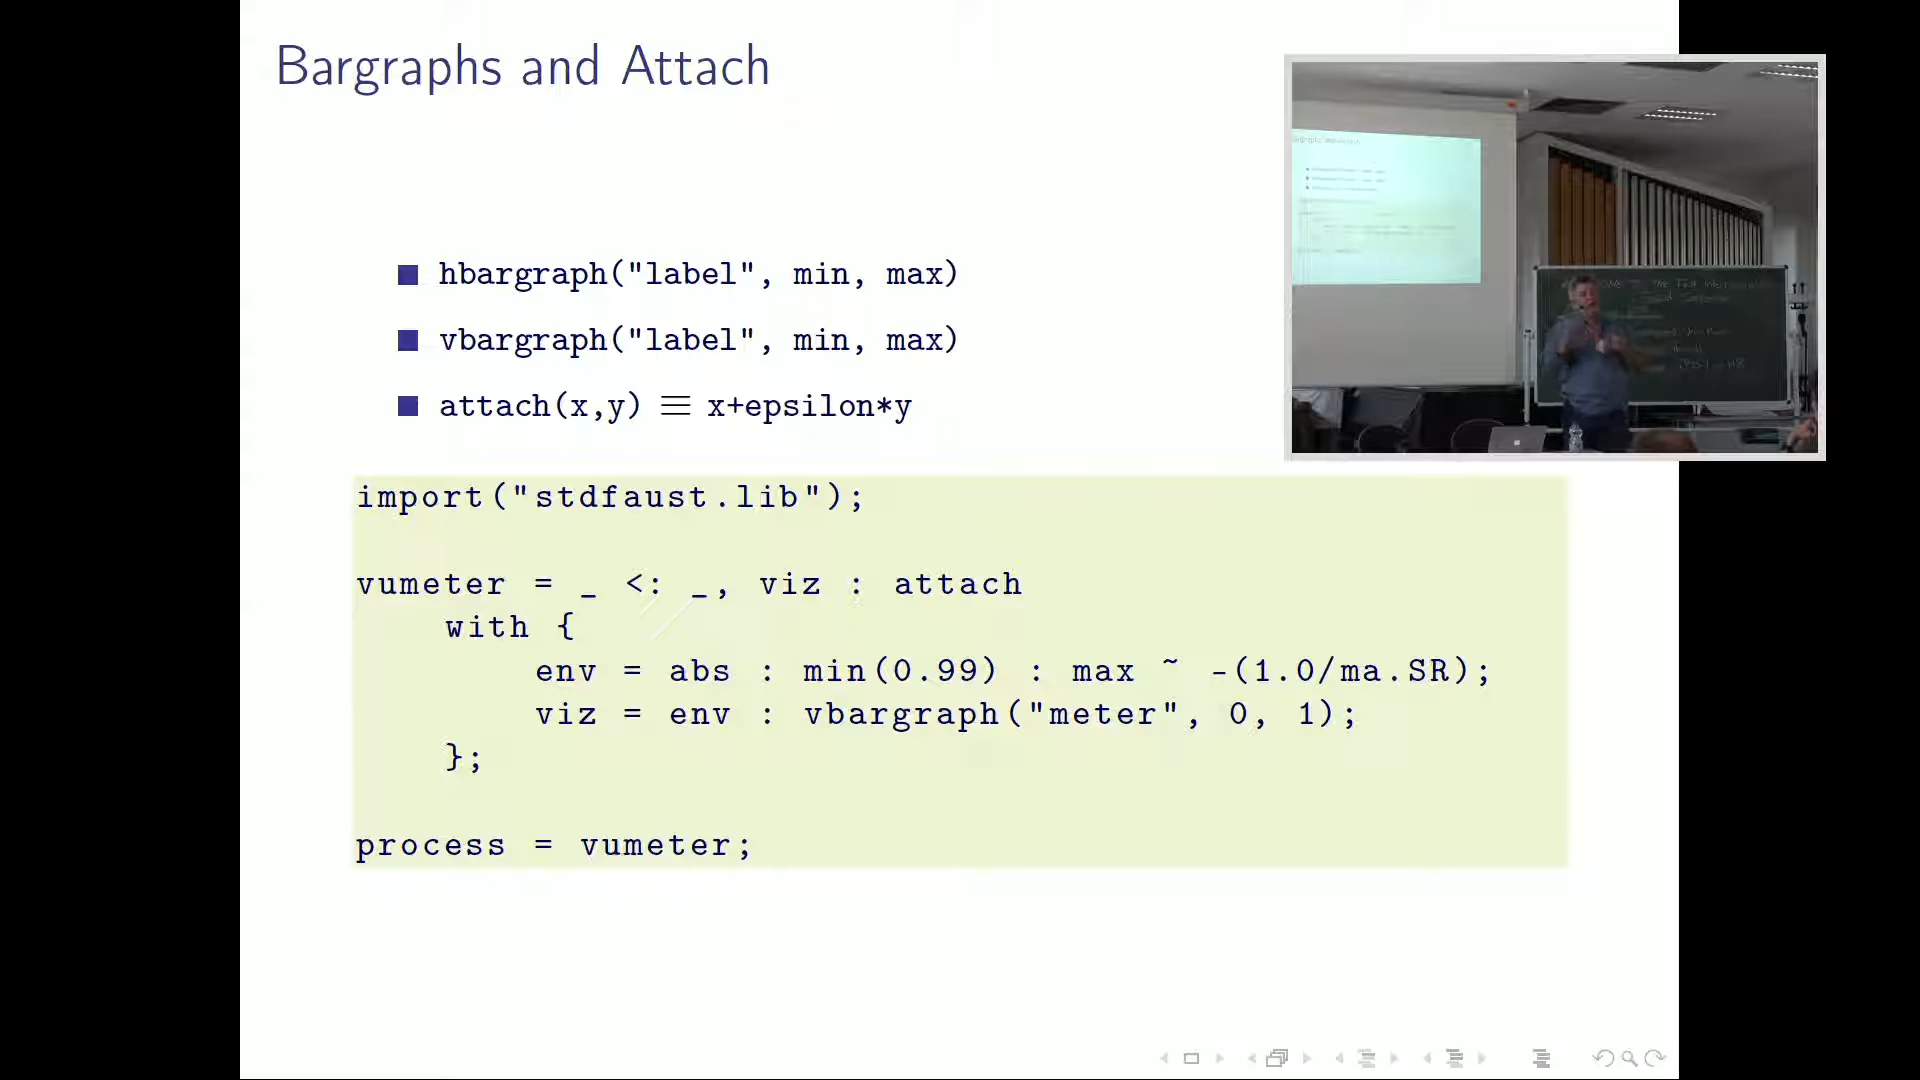 Bargraphs and Attach
hbargraph("label", min, max)
vbargraph("label", min, max)
attach(x,y) ≡ x+epsilon*y
import("stdfaust.lib");
vumeter = _ <: _, viz : attach
with {
env = abs : min(0.99) : max ~ -(1.0/ma.SR);
viz = env : vbargraph("meter", 0, 1);
};
process = vumeter;